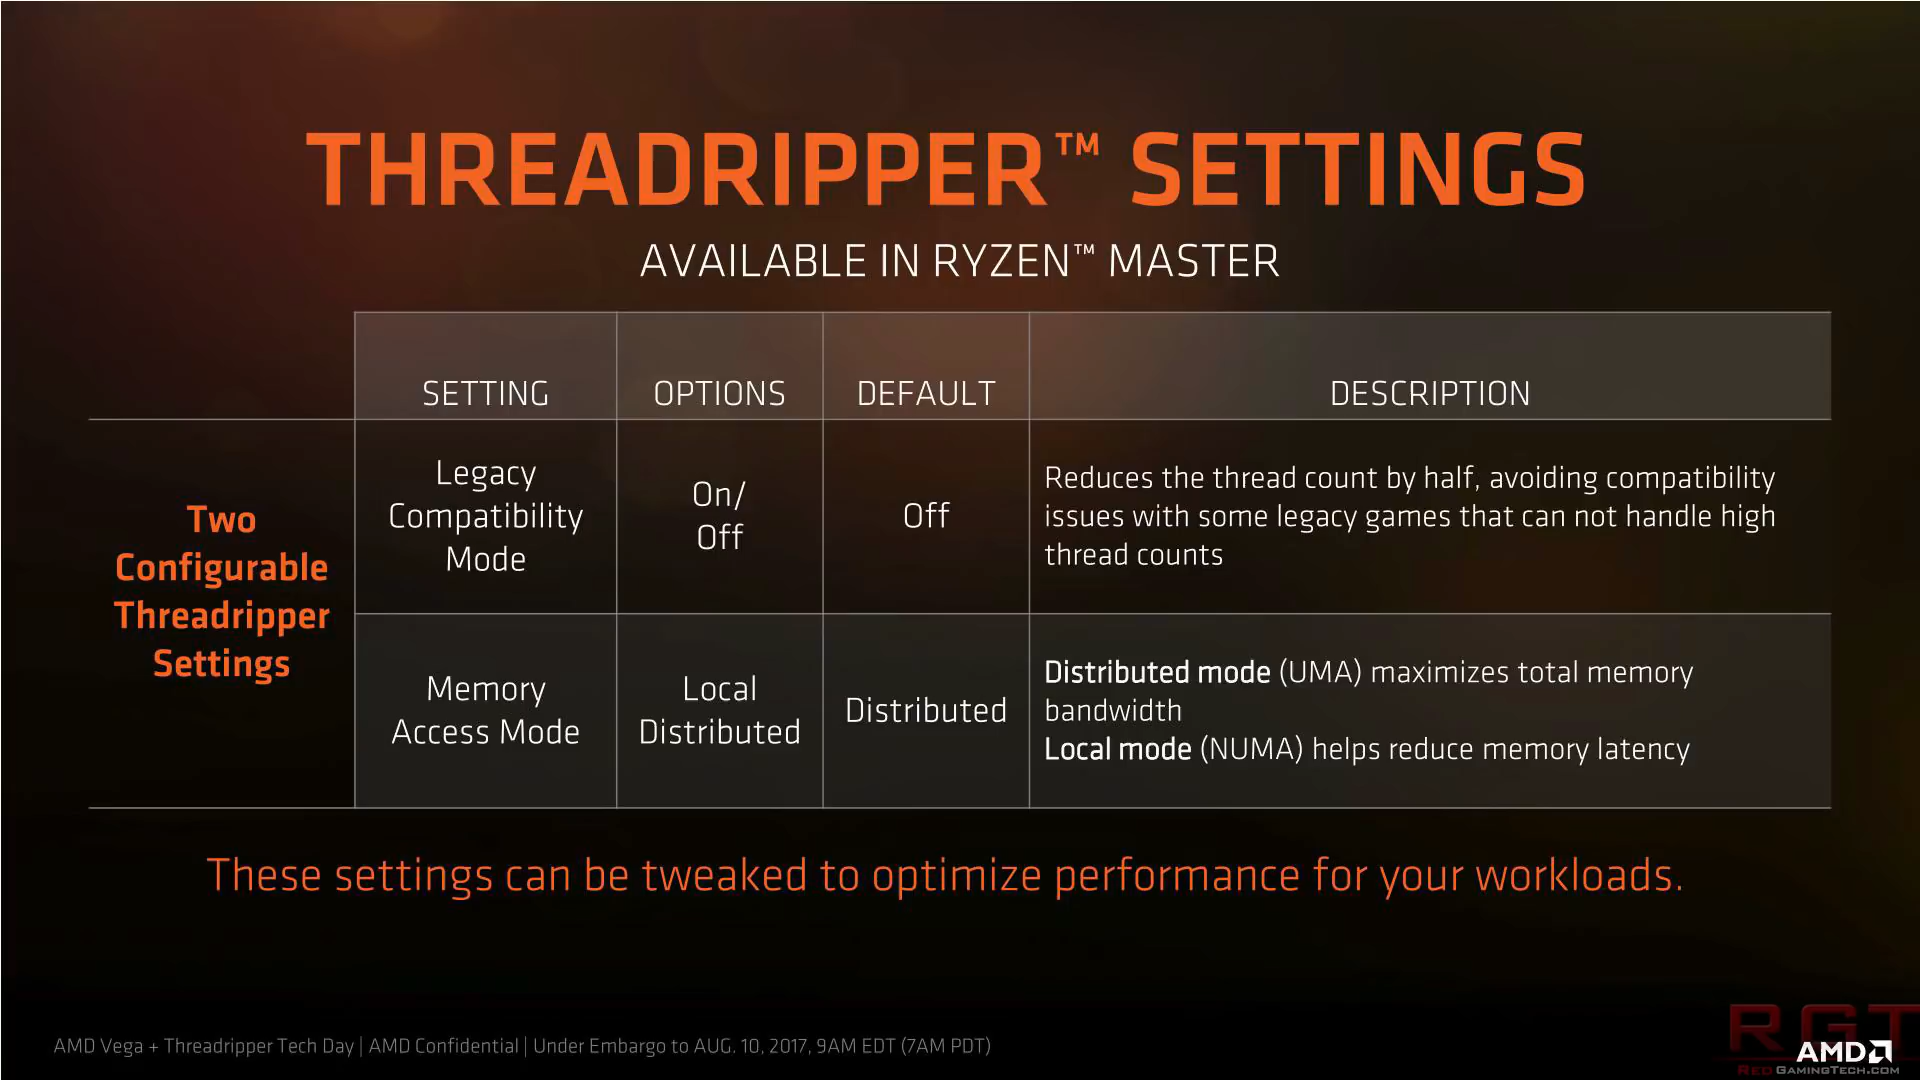 THREADRIPPER™ SETTINGS
AVAILABLE IN RYZEN™ MASTER
SETTING OPTIONS DEFAULT DESCRIPTION
Two
Configurable
Threadripper
Settings
Legacy
Compatibility
Mode
On/
Off
Off
Reduces the thread count by half, avoiding compatibility
issues with some legacy games that can not handle high
thread counts
Memory
Access Mode
Local
Distributed
Distributed
Distributed mode (UMA) maximizes total memory
bandwidth
Local mode (NUMA) helps reduce memory latency
These settings can be tweaked to optimize performance for your workloads.
AMD Vega + Threadripper Tech Day | AMD Confidential | Under Embargo to AUG. 10, 2017, 9AM EDT (7AM PDT)
RGT
AMD
REDGAMINGTECH.COM